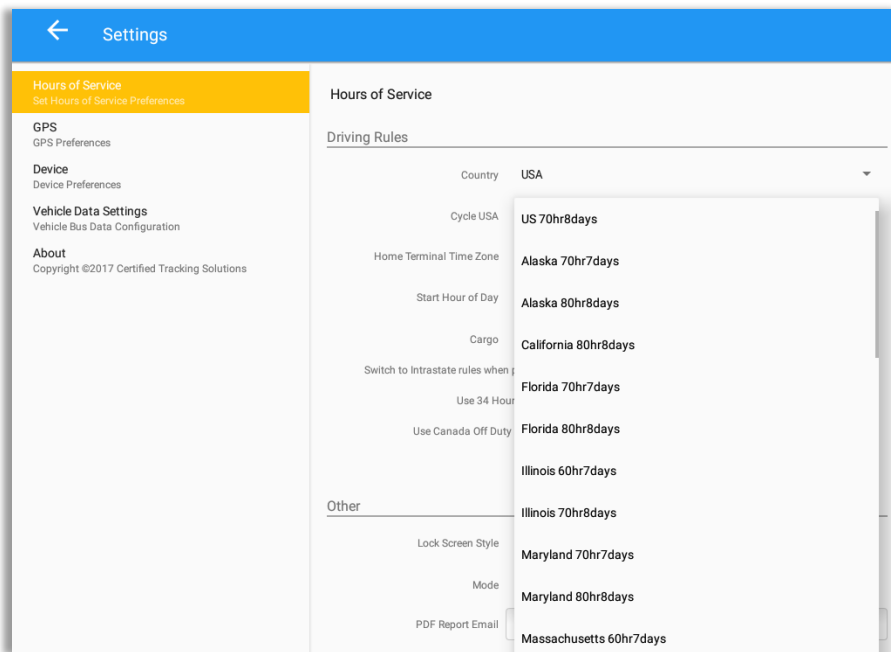 Settings
Hours of Service
Set Hours of Service Preferences
GPS
GPS Preferences
Device
Device Preferences
Vehicle Data Settings
Vehicle Bus Data Configuration
About
Copyright ©2017 Certified Tracking Solutions
Hours of Service
Driving Rules
Country USA
Cycle USA
Home Terminal Time Zone
Start Hour of Day
Cargo
Switch to Intrastate rules when
Use 34 Hour
Use Canada Off Duty
US 70hr8days
Alaska 70hr7days
Alaska 80hr8days
California 80hr8days
Florida 70hr7days
Florida 80hr8days
Illinois 60hr7days
Illinois 70hr8days
Maryland 70hr7days
Maryland 80hr8days
Massachusetts 60hr7days
Other
Lock Screen Style
Mode
PDF Report Email